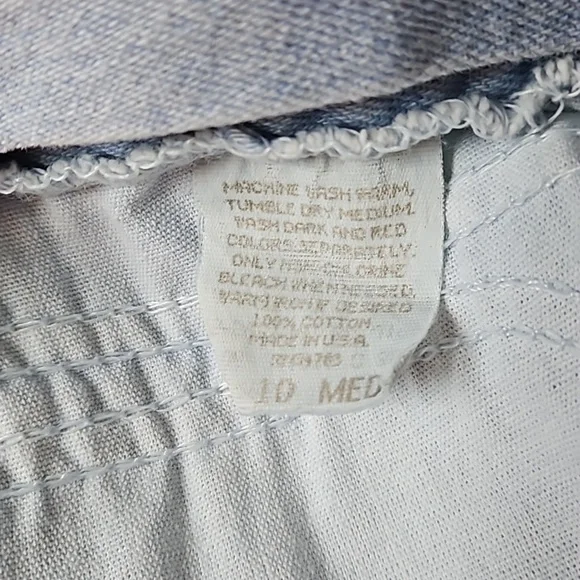 MACHINE WASH WARM,
TUMBLE DRY MEDIUM.
WASH DARK AND RED
COLORS SEPARATELY.
ONLY NON-CHLORINE
BLEACH WHEN NEEDED.
WARM IRON IF DESIRED
100% COTTON
MADE IN U.S.A.
10 MED